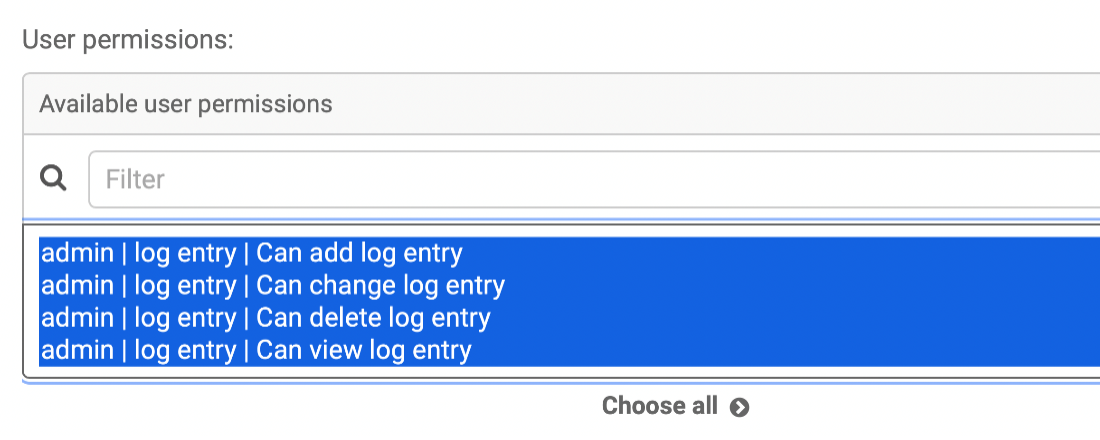 User permissions:
Available user permissions
Filter
admin | log entry | Can add log entry
admin | log entry | Can change log entry
admin | log entry | Can delete log entry
admin | log entry | Can view log entry
Choose all